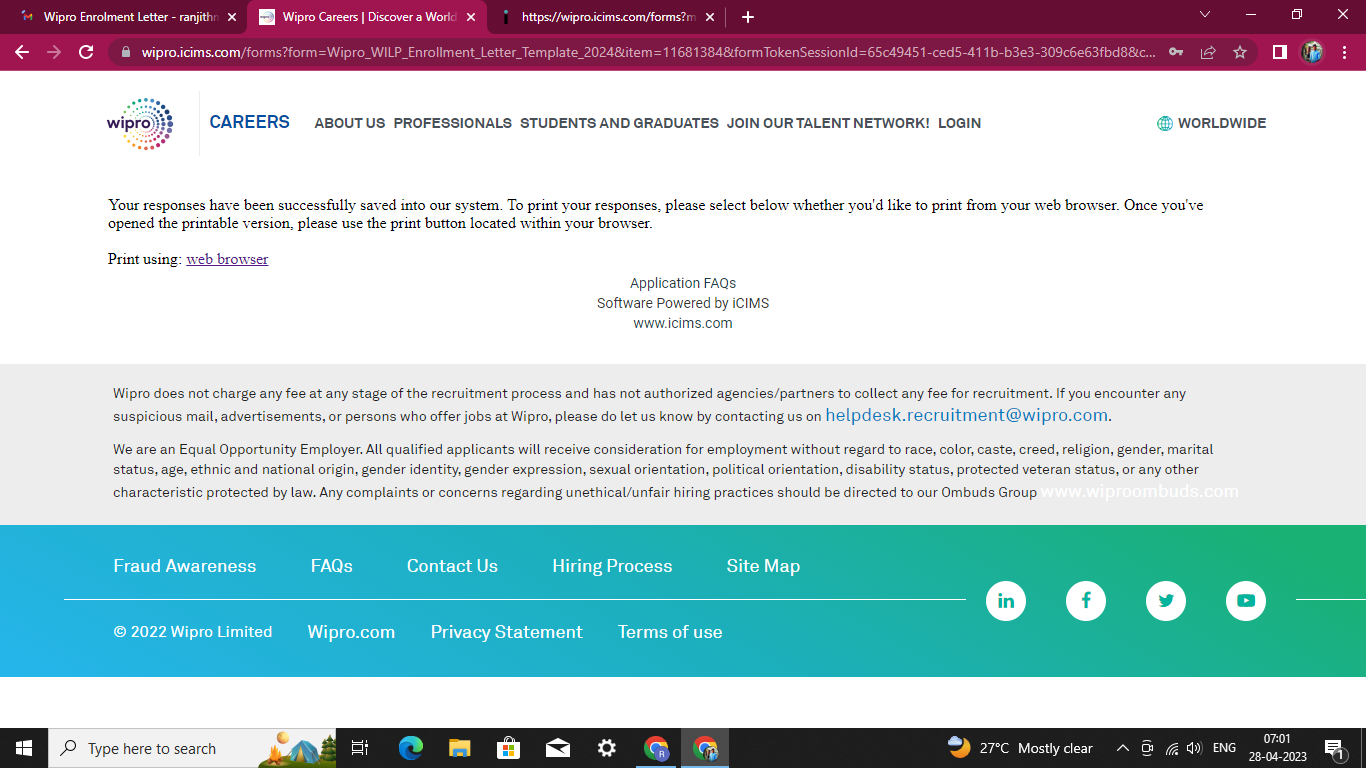 Wipro Enrolment Letter - ranjithn
Wipro Careers | Discover a World
https://wipro.icims.com/forms?m
wipro.icims.com/forms?form=Wipro_WILP_Enrollment_Letter_Template_2024&item=11681384&formTokenSessionId=65c49451-ced5-411b-b3e3-309c6e63fbd8&c...
wipro
CAREERS
ABOUT US PROFESSIONALS STUDENTS AND GRADUATES JOIN OUR TALENT NETWORK! LOGIN
WORLDWIDE
Your responses have been successfully saved into our system. To print your responses, please select below whether you'd like to print from your web browser. Once you've
opened the printable version, please use the print button located within your browser.
Print using: web browser
Application FAQs
Software Powered by iCIMS
www.icims.com
Wipro does not charge any fee at any stage of the recruitment process and has not authorized agencies/partners to collect any fee for recruitment. If you encounter any
suspicious mail, advertisements, or persons who offer jobs at Wipro, please do let us know by contacting us on helpdesk.recruitment@wipro.com.
We are an Equal Opportunity Employer. All qualified applicants will receive consideration for employment without regard to race, color, caste, creed, religion, gender, marital
status, age, ethnic and national origin, gender identity, gender expression, sexual orientation, political orientation, disability status, protected veteran status, or any other
characteristic protected by law. Any complaints or concerns regarding unethical/unfair hiring practices should be directed to our Ombuds Group www.wiproombuds.com
Fraud Awareness FAQs Contact Us Hiring Process Site Map
in f
© 2022 Wipro Limited Wipro.com Privacy Statement Terms of use
Type here to search
R
27°C Mostly clear
ENG
07:01
28-04-2023
1